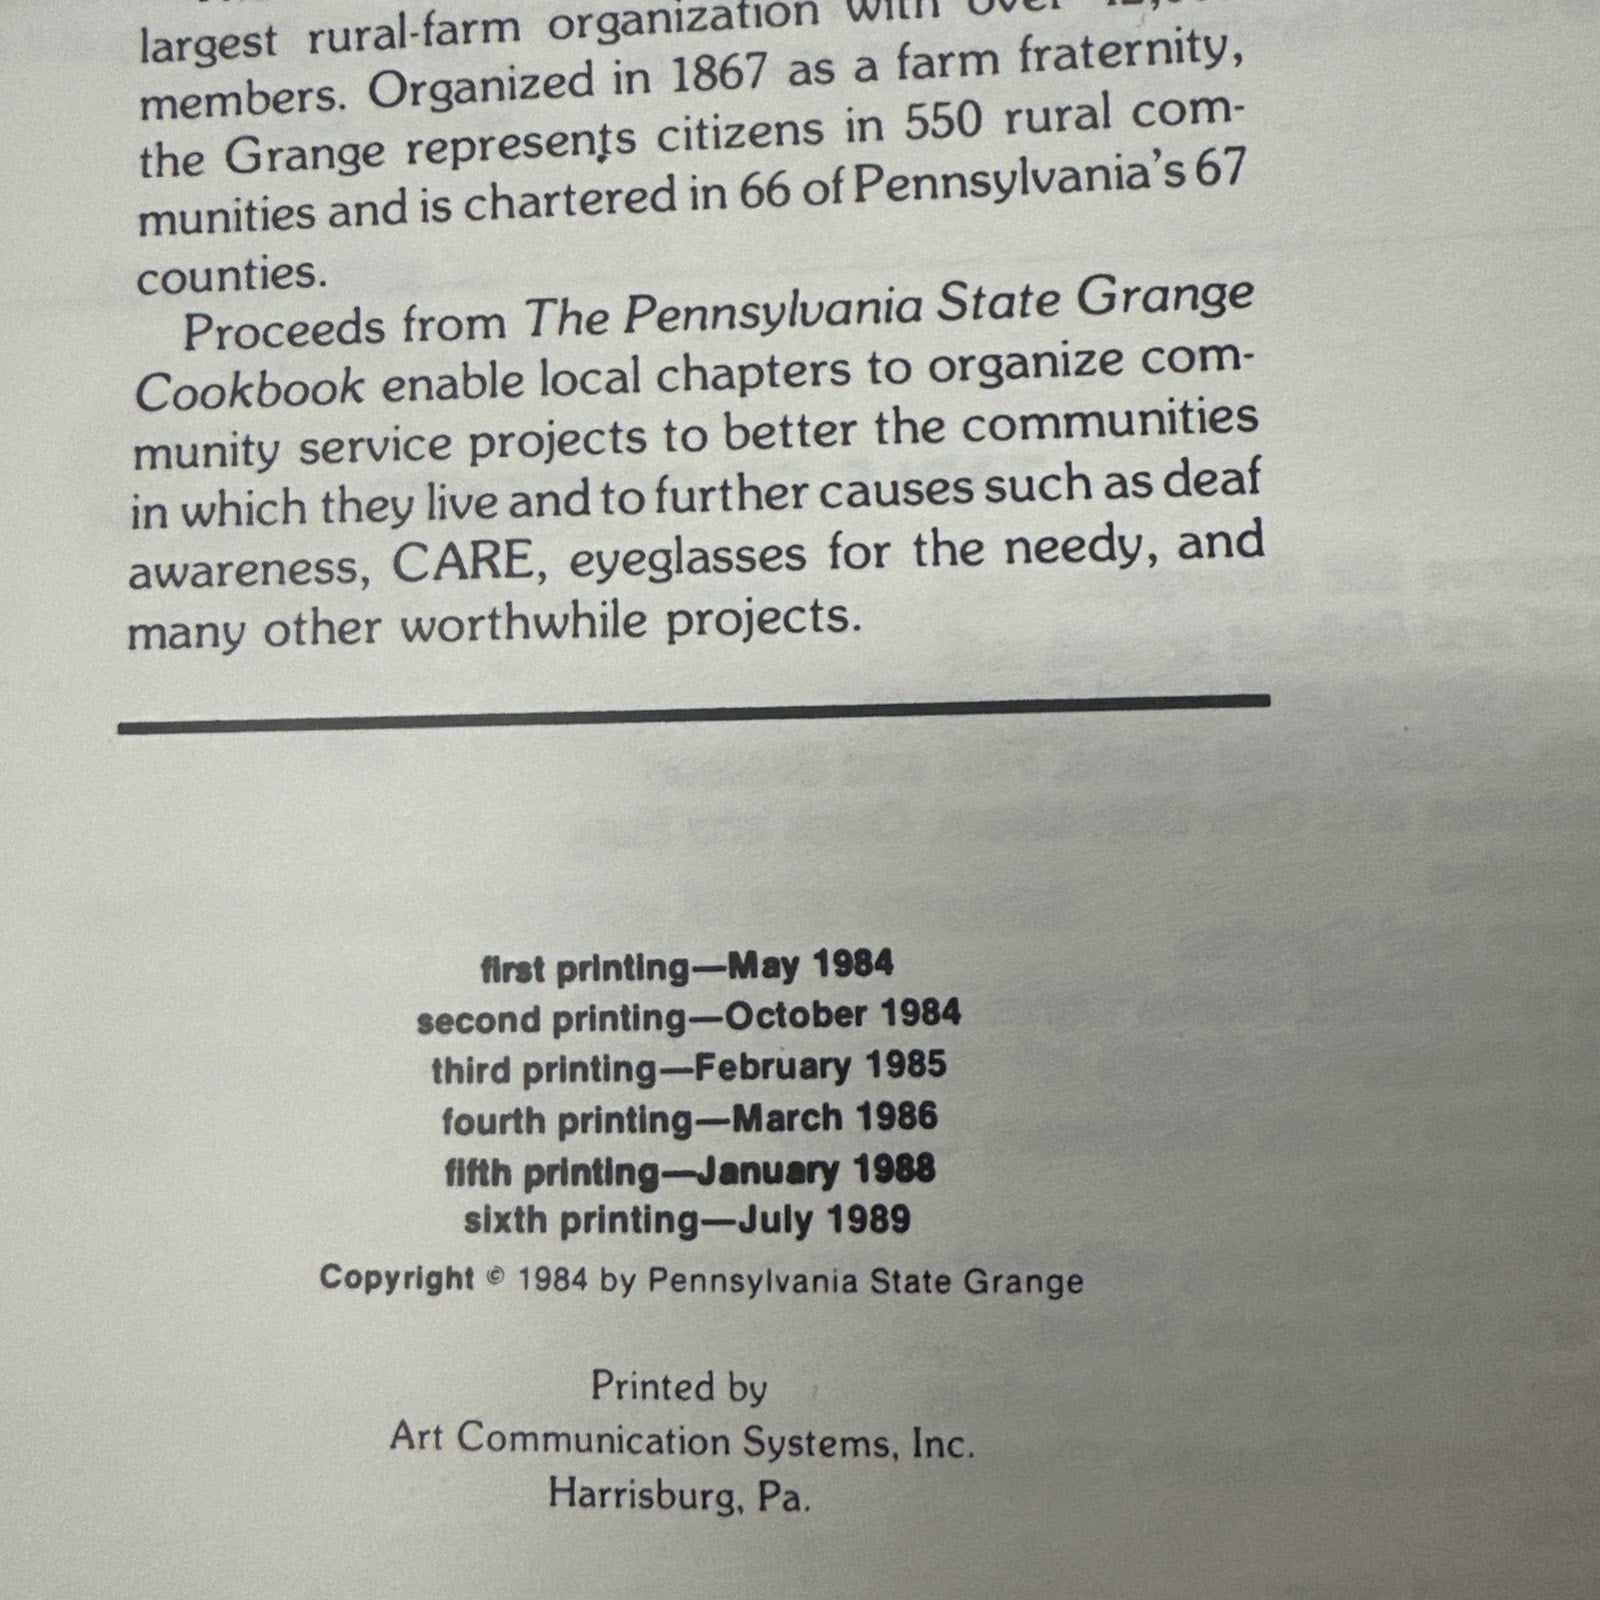 largest rural-farm organization with over
members. Organized in 1867 as a farm fraternity,
the Grange represents citizens in 550 rural com-
munities and is chartered in 66 of Pennsylvania's 67
counties.
Proceeds from The Pennsylvania State Grange
Cookbook enable local chapters to organize com-
munity service projects to better the communities
in which they live and to further causes such as deaf
awareness, CARE, eyeglasses for the needy, and
many other worthwhile projects.
first printing—May 1984
second printing—October 1984
third printing—February 1985
fourth printing—March 1986
fifth printing—January 1988
sixth printing—July 1989
Copyright © 1984 by Pennsylvania State Grange
Printed by
Art Communication Systems, Inc.
Harrisburg, Pa.